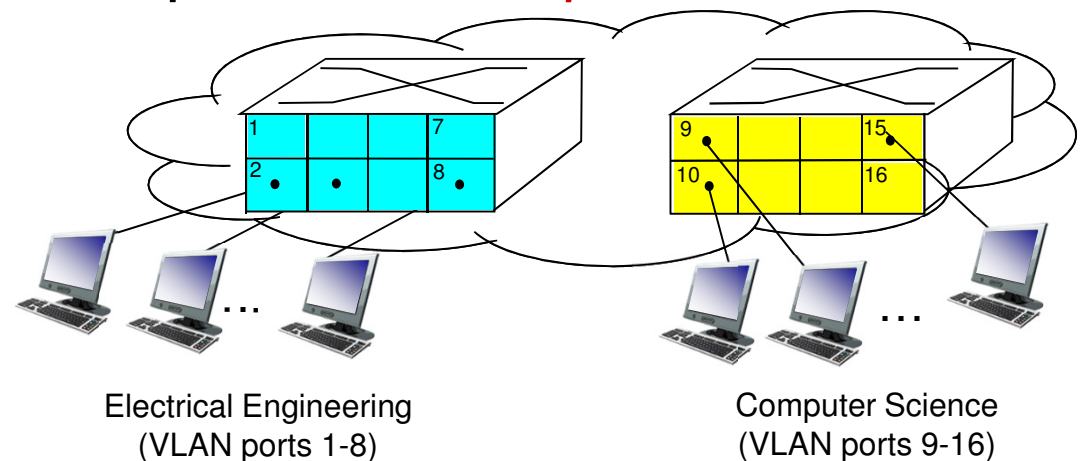 1
7
2
8
9
15
10
16
...
...
Electrical Engineering
(VLAN ports 1-8)
Computer Science
(VLAN ports 9-16)